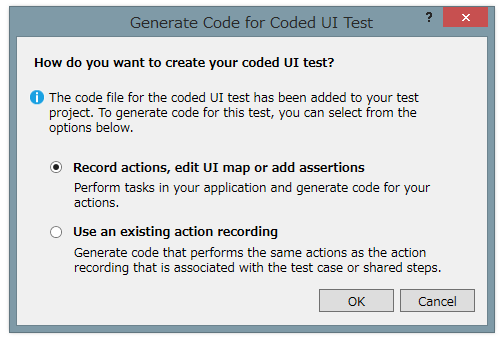 Generate Code for Coded UI Test
?
How do you want to create your coded UI test?
The code file for the coded UI test has been added to your test
project. To generate code for this test, you can select from the
options below.
Record actions, edit UI map or add assertions
Perform tasks in your application and generate code for your
actions.
Use an existing action recording
Generate code that performs the same actions as the action
recording that is associated with the test case or shared steps.
OK
Cancel